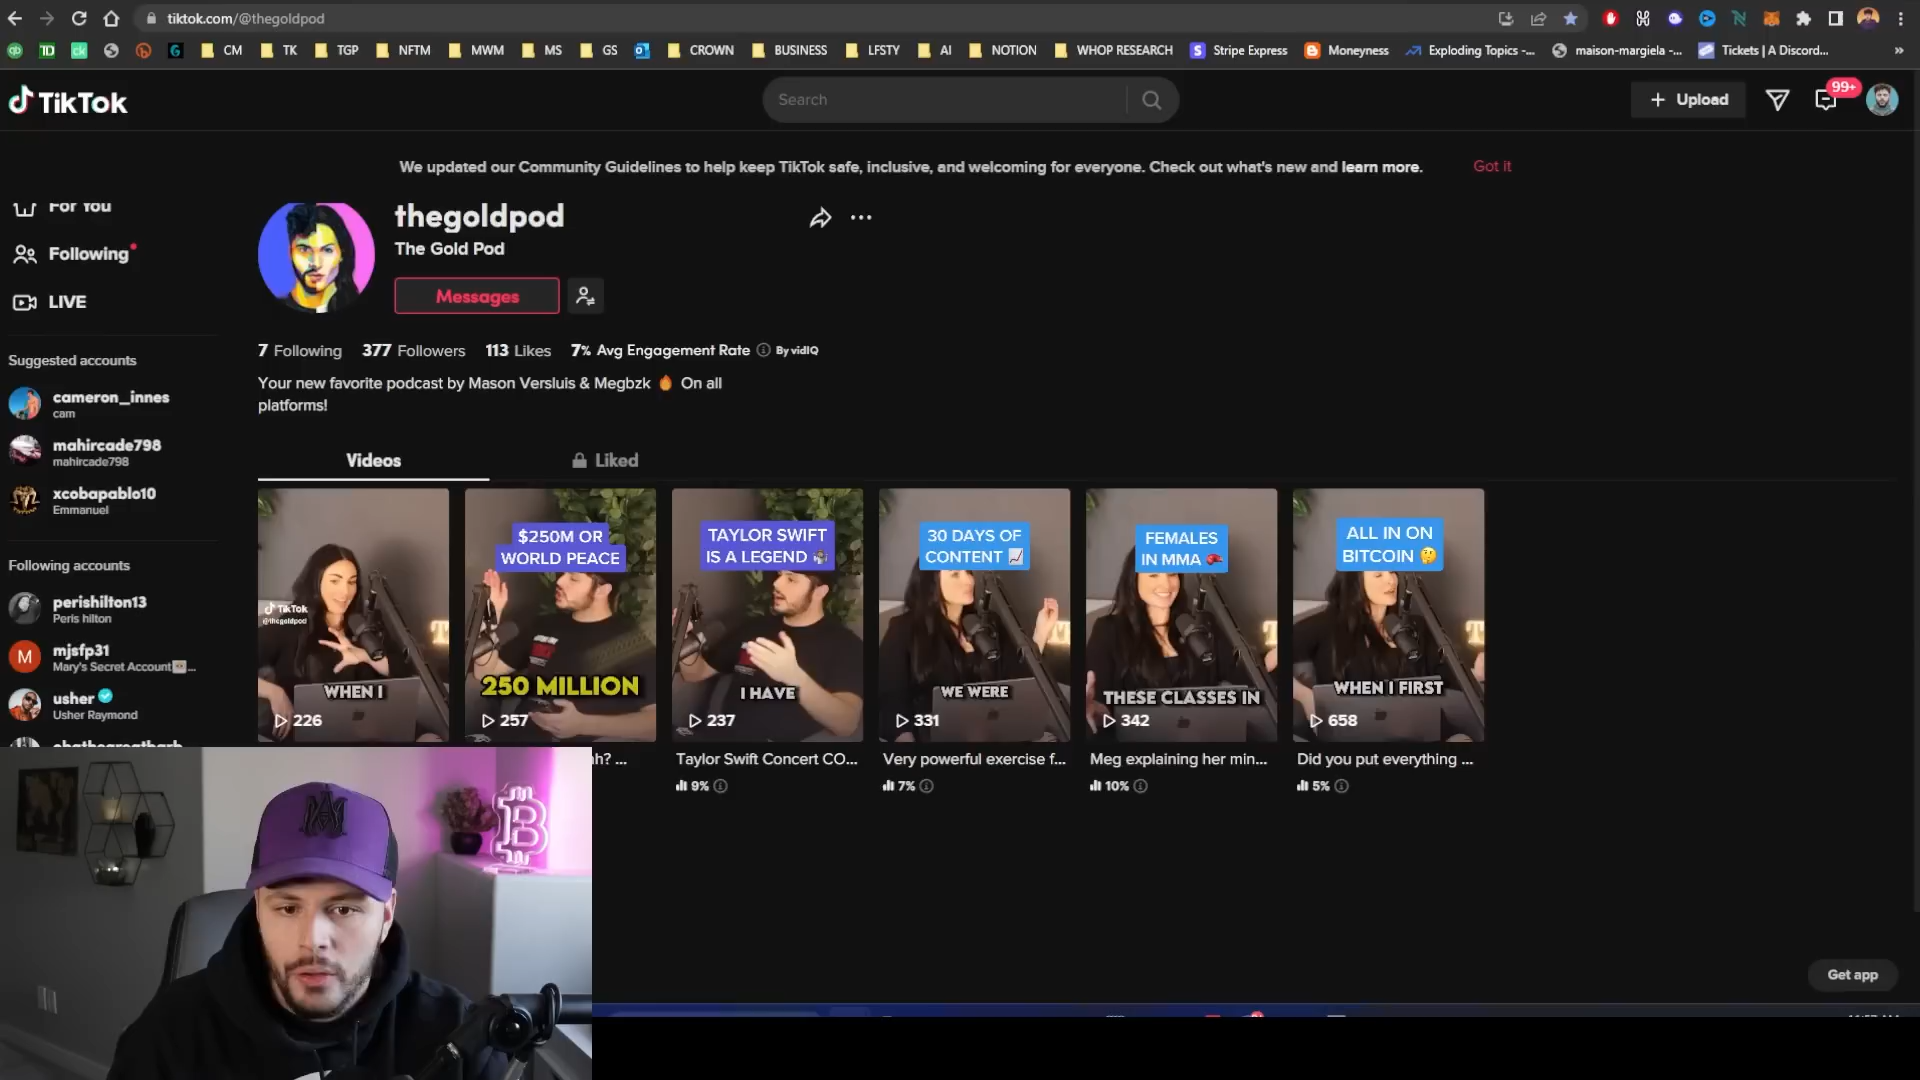 tiktok.com/@thegoldpod
TD
CM
TK
TGP
NFTM
MWM
MS
GS
CROWN
BUSINESS
LFSTY
AI
NOTION
WHOP RESEARCH
Stripe Express
Moneyness
Exploding Topics -...
maison-margiela -...
Tickets | A Discord...
»
TikTok
Search
+ Upload
99+
We updated our Community Guidelines to help keep TikTok safe, inclusive, and welcoming for everyone. Check out what's new and learn more.
Got it
For You
Following
LIVE
Suggested accounts
cameron_innes
cam
mahircade798
mahircade798
xcobapablo10
Emmanuel
Following accounts
perishilton13
Peris hilton
M
mjsfp31
Mary's Secret Account...
usher
Usher Raymond
thegoldpod
The Gold Pod
Messages
7 Following
377 Followers
113 Likes
7% Avg Engagement Rate
By vidIQ
Your new favorite podcast by Mason Versluis & Megbzk 🔥 On all
platforms!
Videos
Liked
TikTok
@thegoldpod
WHEN I
226
$250M OR
WORLD PEACE
250 MILLION
257
h? ...
TAYLOR SWIFT
IS A LEGEND
I HAVE
237
Taylor Swift Concert CO...
9%
30 DAYS OF
CONTENT 📈
WE WERE
331
Very powerful exercise f...
7%
FEMALES
IN MMA 🥊
THESE CLASSES IN
342
Meg explaining her min...
10%
ALL IN ON
BITCOIN 🤔
WHEN I FIRST
658
Did you put everything ...
5%
Get app